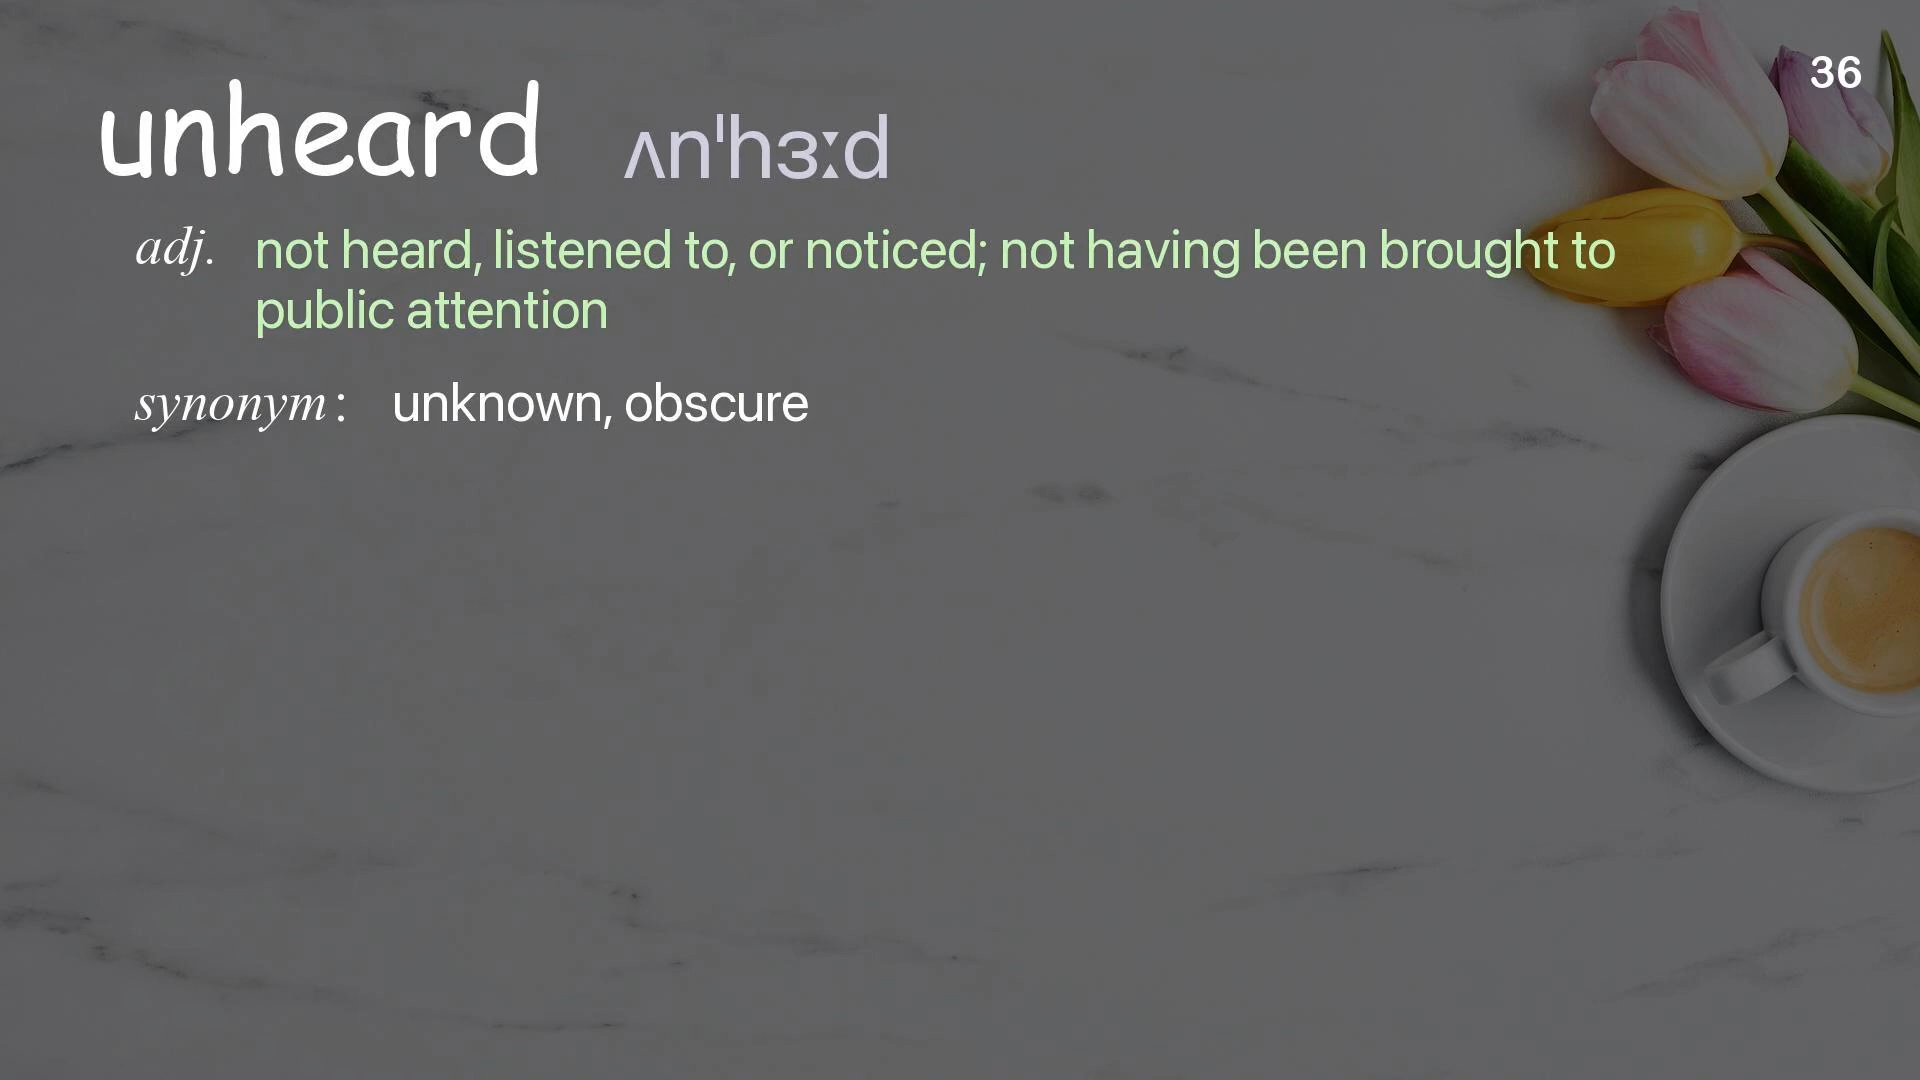 36
unheard ʌnˈhɜːd
adj. not heard, listened to, or noticed; not having been brought to
public attention
synonym: unknown, obscure